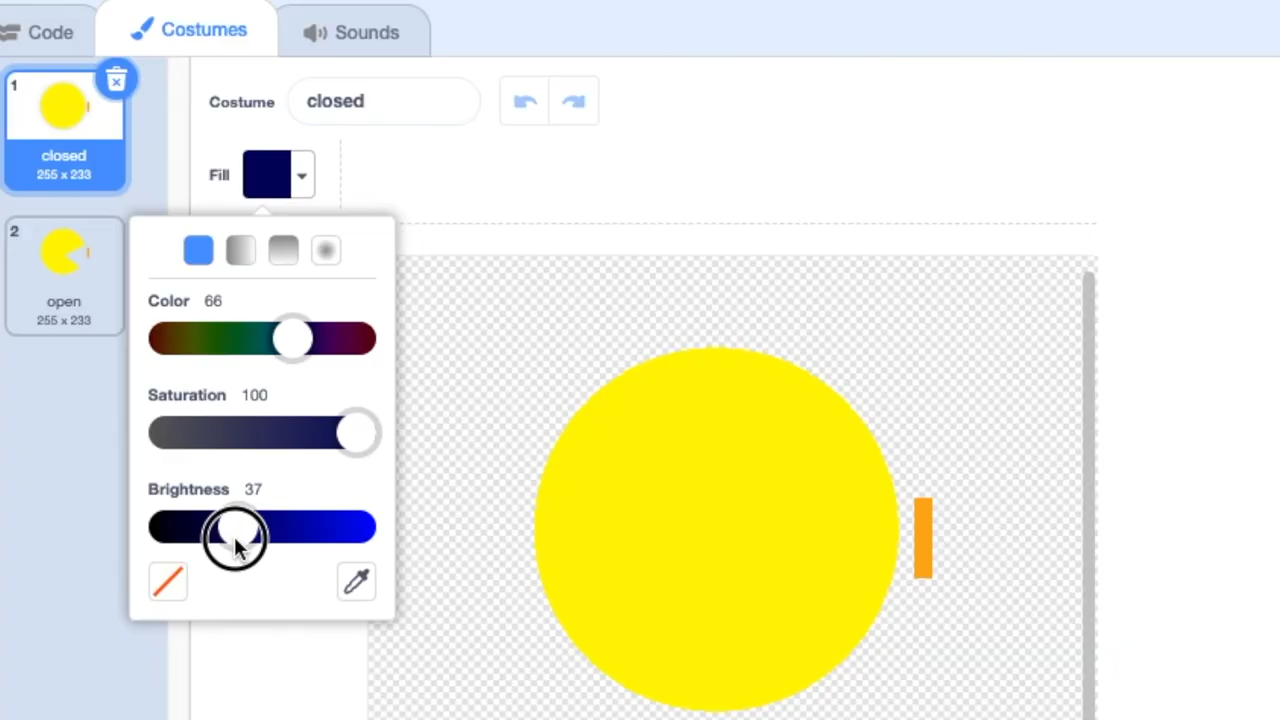 Code
Costumes
Sounds
1
closed
255 x 233
2
open
255 x 233
Costume
closed
Fill
Color 66
Saturation 100
Brightness 37